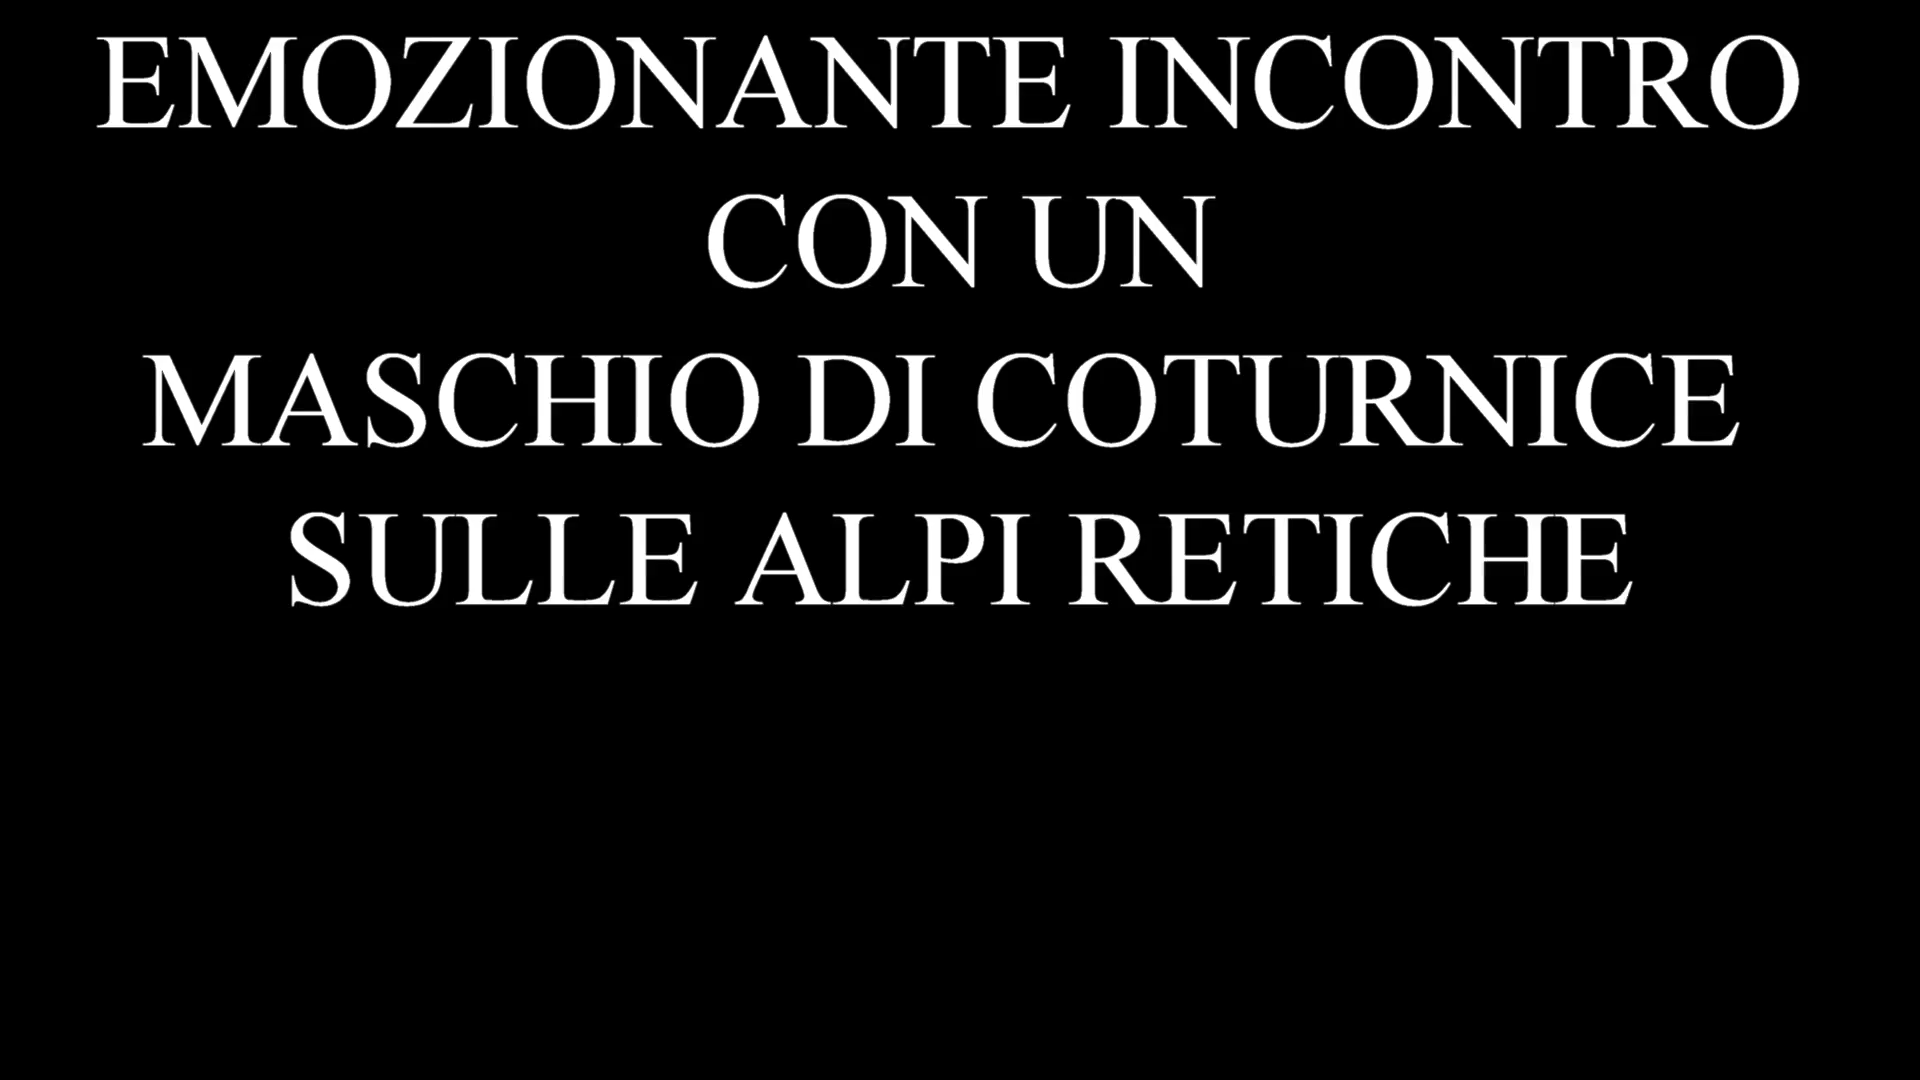 EMOZIONANTE INCONTRO
CON UN
MASCHIO DI COTURNICE
SULLE ALPI RETICHE